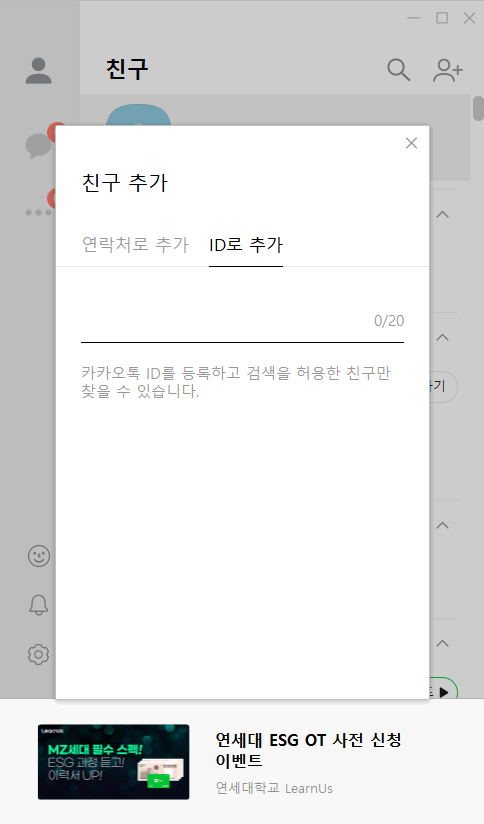 친구
친구 추가
연락처로 추가
ID로 추가
0/20
카카오톡 ID를 등록하고 검색을 허용한 친구만
찾을 수 있습니다.
LearnUs
MZ세대 필수 스펙!
ESG 과정 듣고!
이력서 UP!
연세대 ESG OT 사전 신청
이벤트
연세대학교 LearnUs